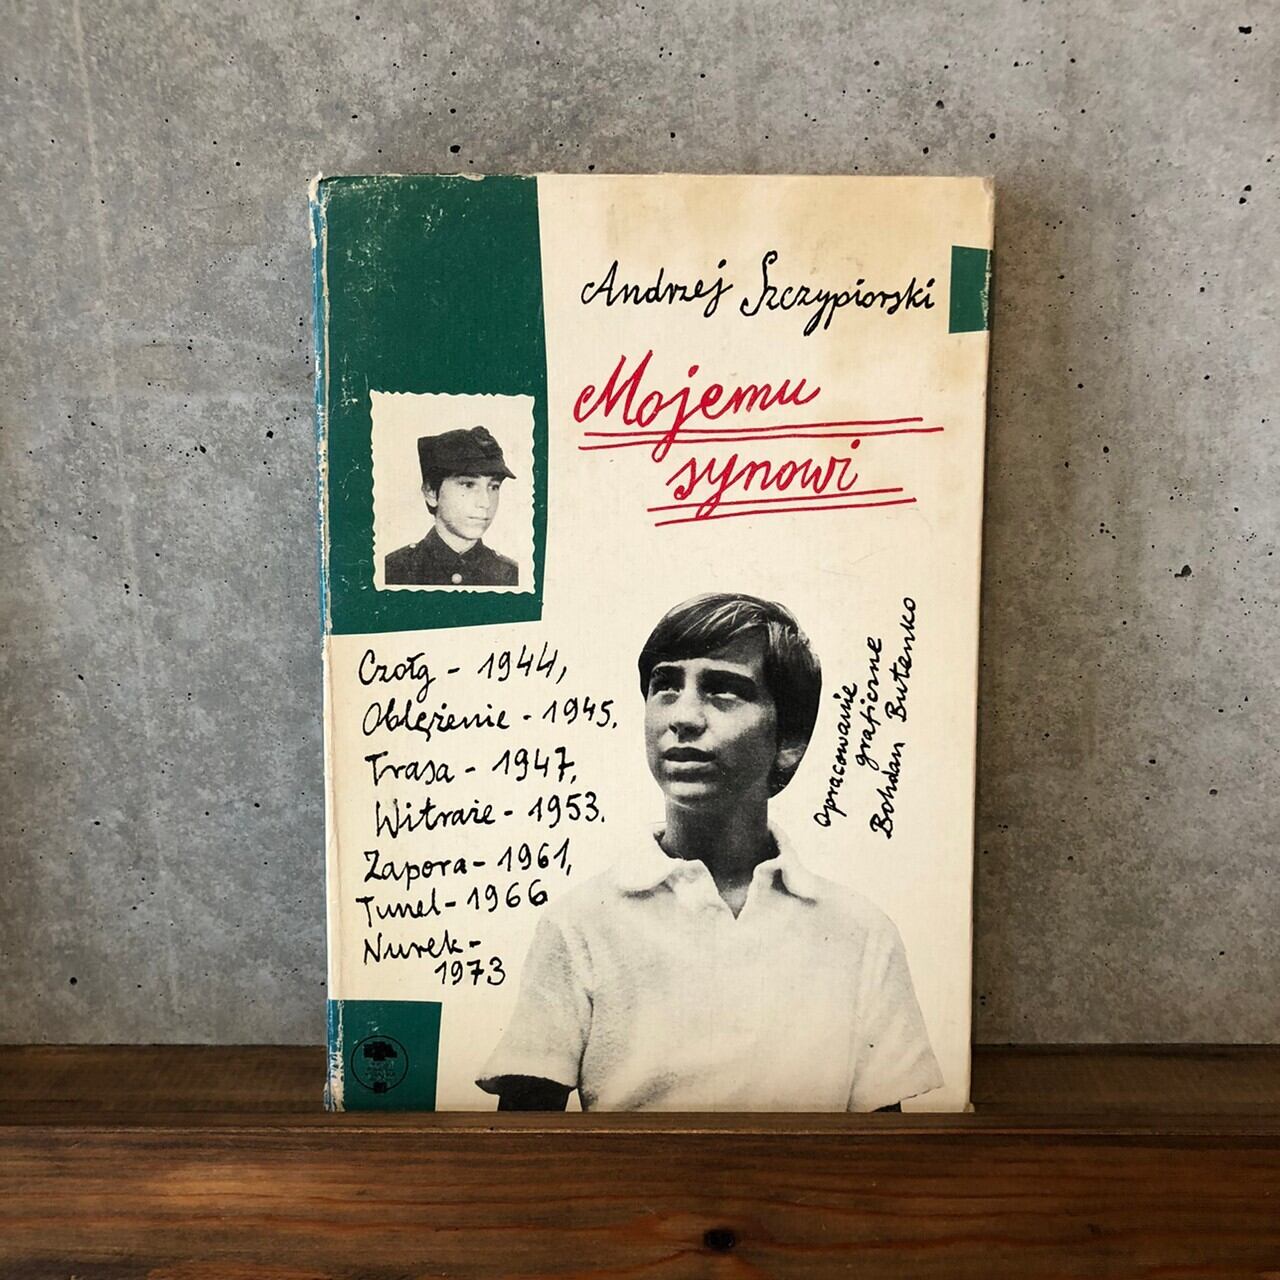 Andrzej Szczypiorski
Mojemu
synowi
Czołg - 1944,
Oblężenie - 1945.
Trasa - 1947,
Witraże - 1953.
Zapora - 1961,
Tunel - 1966
Nurek -
1973
opracowanie
graficzne
Bohdan Butenko